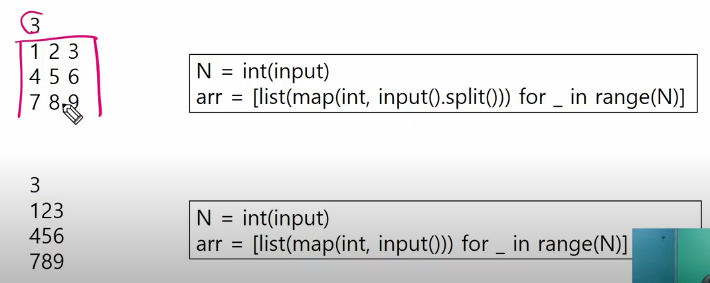 3
1 2 3
4 5 6
7 8 9
N = int(input)
arr = [list(map(int, input().split())) for _ in range(N)]
3
123
456
789
N = int(input)
arr = [list(map(int, input())) for _ in range(N)]